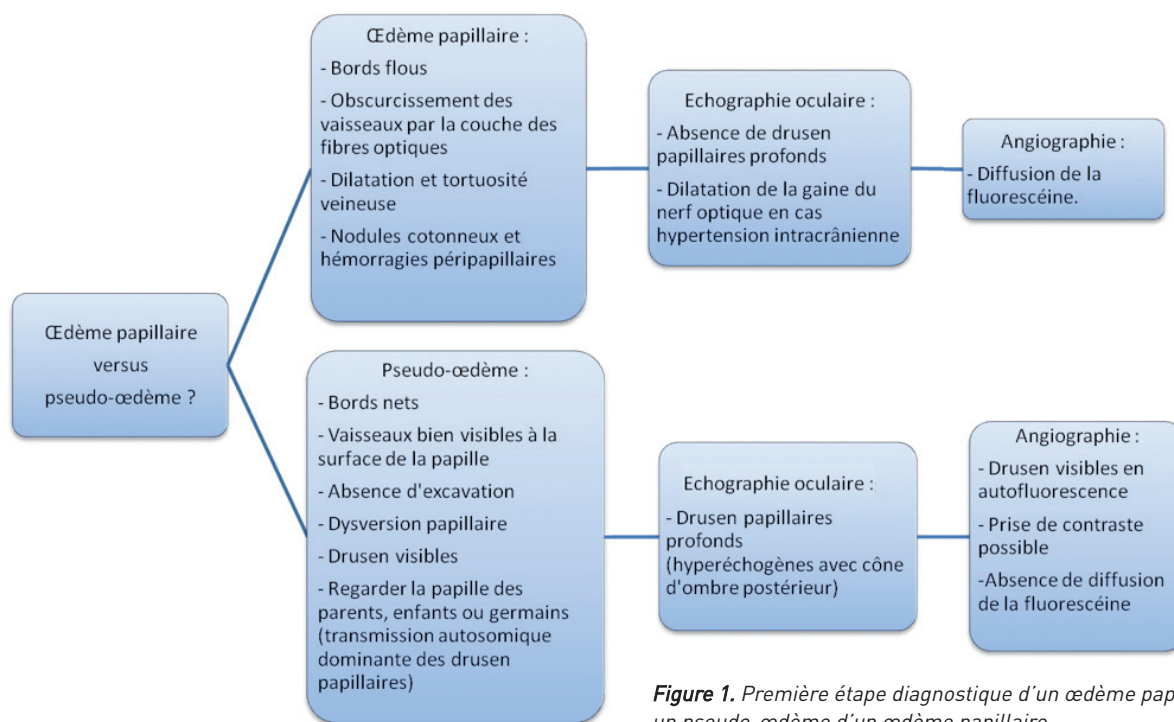 Œdème papillaire
versus
pseudo-œdème ?
Œdème papillaire :
- Bords flous
- Obscurcissement des
vaisseaux par la couche des
fibres optiques
- Dilatation et tortuosité
veineuse
- Nodules cotonneux et
hémorragies péripapillaires
Echographie oculaire :
- Absence de drusen
papillaires profonds
- Dilatation de la gaine du
nerf optique en cas
hypertension intracrânienne
Angiographie :
- Diffusion de la
fluorescéine.
Pseudo-œdème :
- Bords nets
- Vaisseaux bien visibles à la
surface de la papille
- Absence d'excavation
- Dysversion papillaire
- Drusen visibles
- Regarder la papille des
parents, enfants ou germains
(transmission autosomique
dominante des drusen
papillaires)
Echographie oculaire :
- Drusen papillaires
profonds
(hyperéchogènes avec cône
d'ombre postérieur)
Angiographie :
- Drusen visibles en
autofluorescence
- Prise de contraste
possible
-Absence de diffusion
de la fluorescéine
Figure 1. Première étape diagnostique d'un œdème pap
un pseudo-œdème d'un œdème papillaire